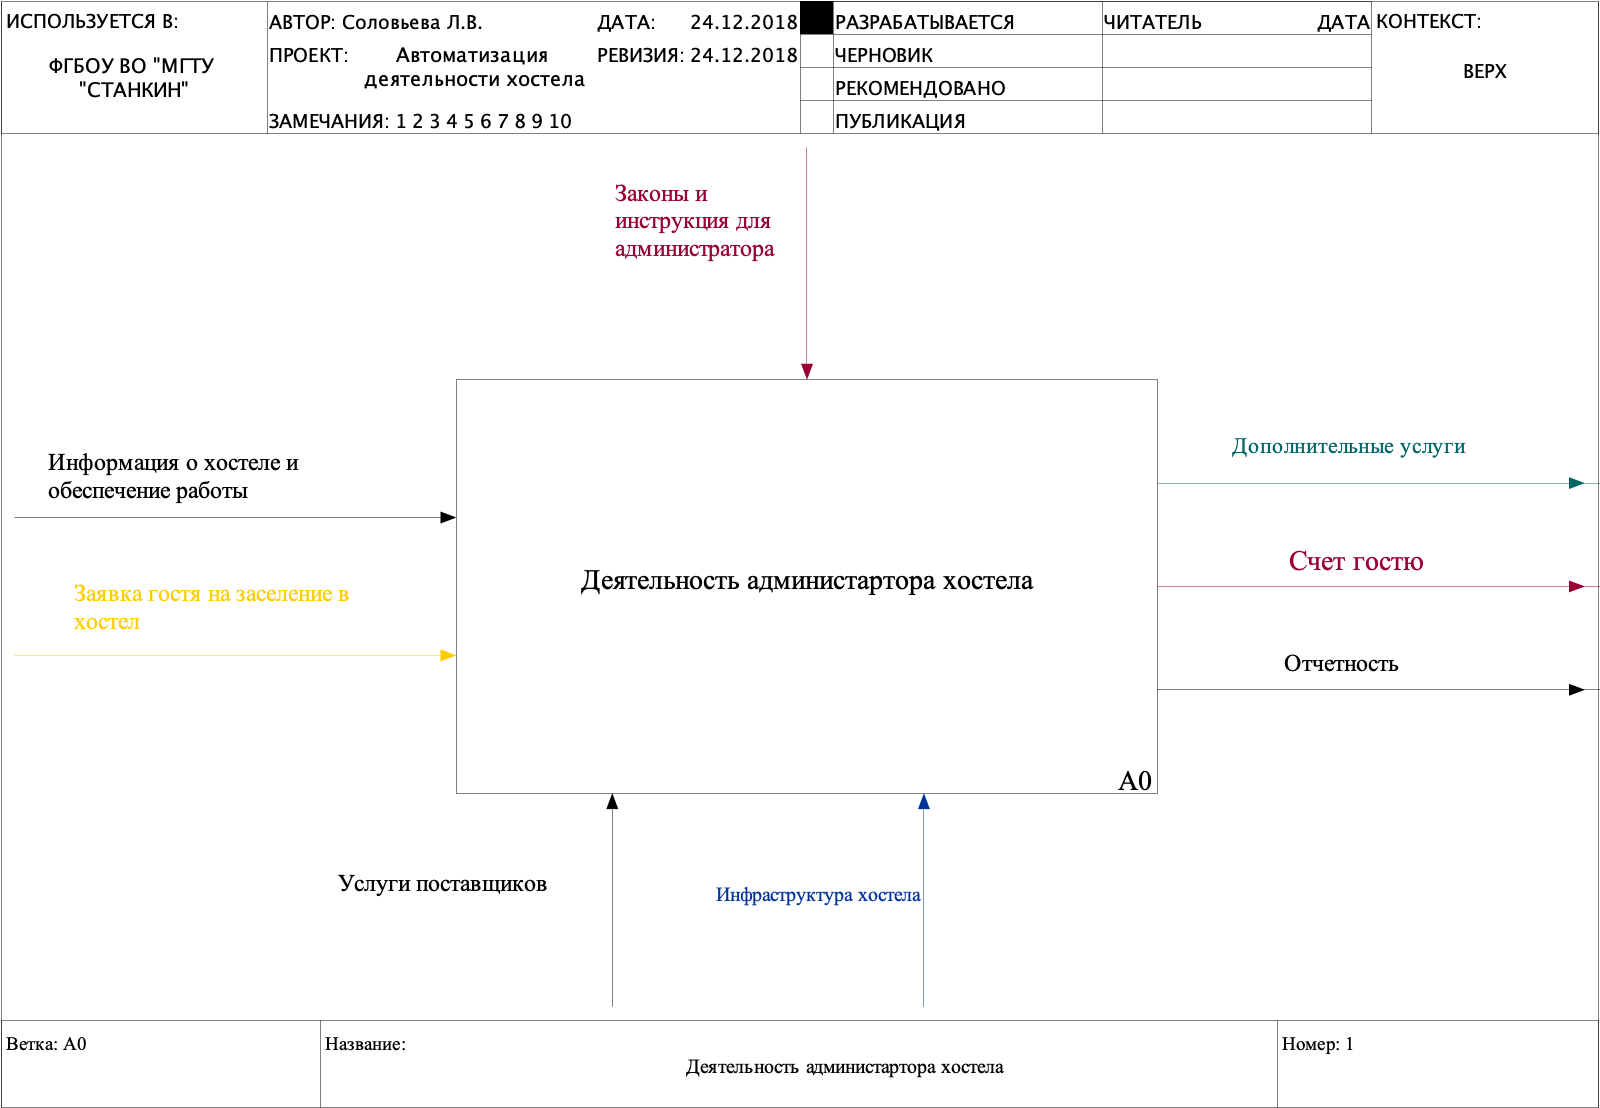 ИСПОЛЬЗУЕТСЯ В:
ФГБОУ ВО "МГТУ
"СТАНКИН"
АВТОР: Соловьева Л.В.
ДАТА: 24.12.2018
ПРОЕКТ: Автоматизация
деятельности хостела
РЕВИЗИЯ: 24.12.2018
ЗАМЕЧАНИЯ: 1 2 3 4 5 6 7 8 9 10
РАЗРАБАТЫВАЕТСЯ
ЧЕРНОВИК
РЕКОМЕНДОВАНО
ПУБЛИКАЦИЯ
ЧИТАТЕЛЬ ДАТА
КОНТЕКСТ:
ВЕРХ
Законы и
инструкция для
администратора
Информация о хостеле и
обеспечение работы
Заявка гостя на заселение в
хостел
Деятельность администартора хостела
A0
Дополнительные услуги
Счет гостю
Отчетность
Услуги поставщиков
Инфраструктура хостела
Ветка: A0
Название:
Деятельность администартора хостела
Номер: 1